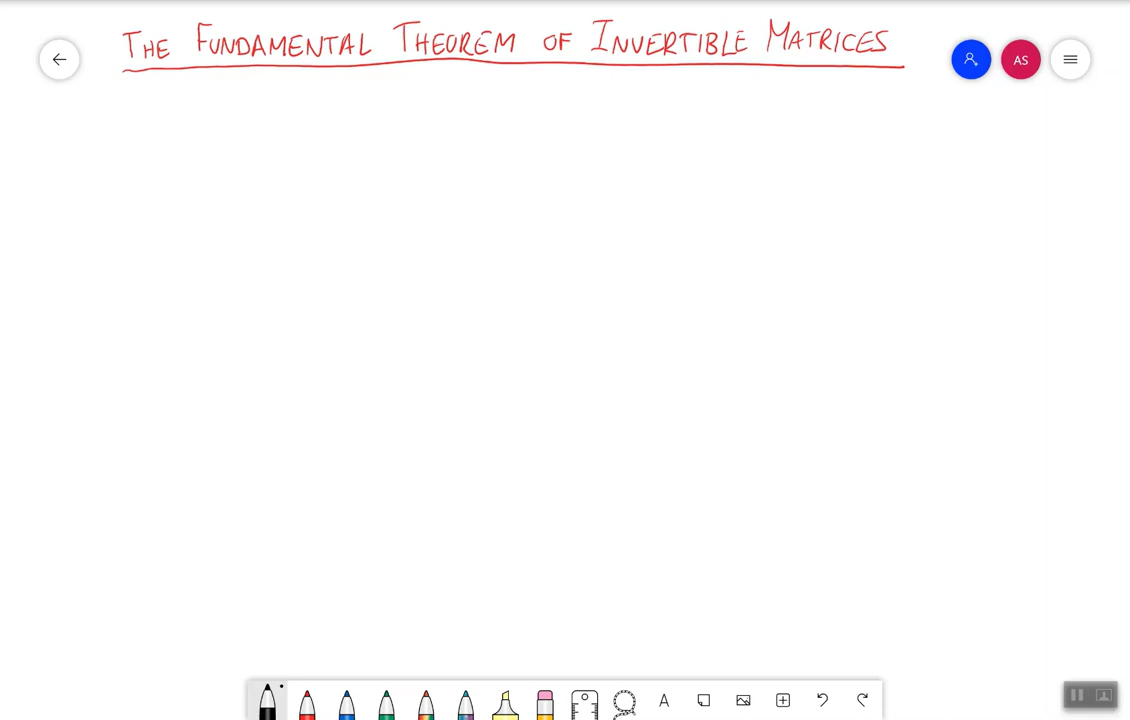 THE FUNDAMENTAL THEOREM OF INVERTIBLE MATRICES
AS
A